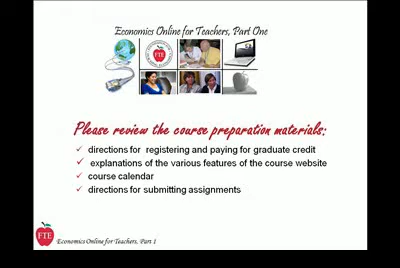 Economics Online for Teachers, Part One
FTE
Please review the course preparation materials:
directions for registering and paying for graduate credit
explanations of the various features of the course website
course calendar
directions for submitting assignments
FTE
Economics Online for Teachers, Part 1